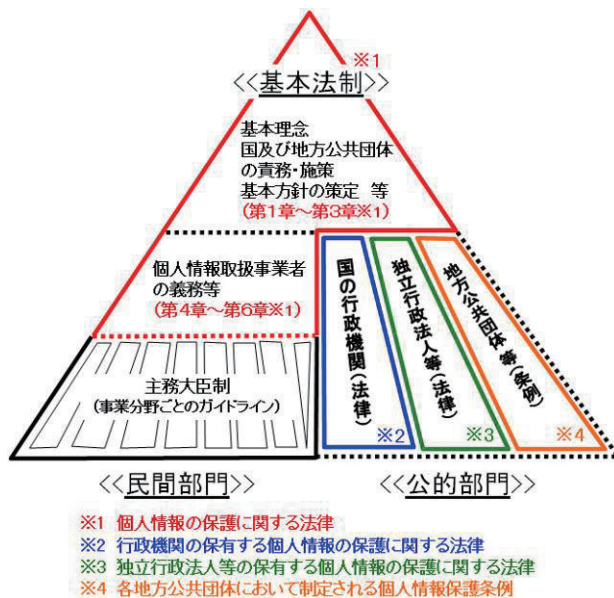 ※1
<<基本法制>>
基本理念
国及び地方公共団体
の責務・施策
基本方針の策定 等
(第1章～第3章※1)
個人情報取扱事業者
の義務等
(第4章～第6章※1)
主務大臣制
(事業分野ごとのガイドライン)
国の行政機関(法律)
※2
独立行政法人等(法律)
※3
地方公共団体等(条例)
※4
<<民間部門>>
<<公的部門>>
※1 個人情報の保護に関する法律
※2 行政機関の保有する個人情報の保護に関する法律
※3 独立行政法人等の保有する個人情報の保護に関する法律
※4 各地方公共団体において制定される個人情報保護条例